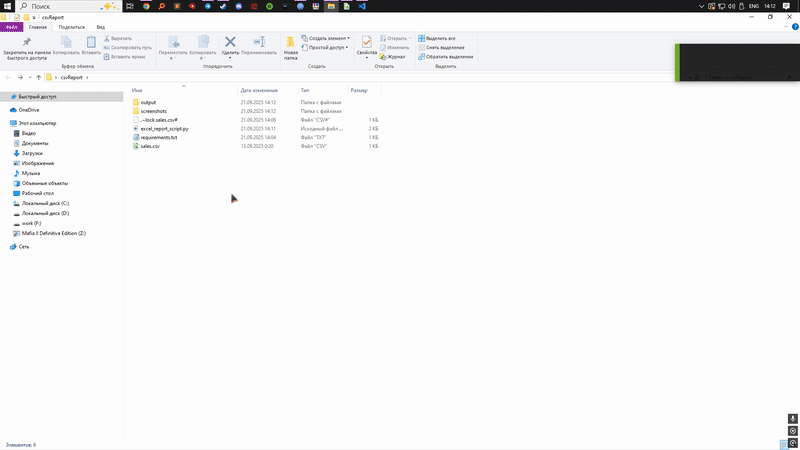 Поиск
ENG
14:12
csvReport
Файл
Главная
Поделиться
Вид
Закрепить на панели быстрого доступа
Копировать
Вставить
Вырезать
Скопировать путь
Вставить ярлык
Буфер обмена
Переместить в
Копировать в
Удалить
Переименовать
Упорядочить
Новая папка
Создать элемент
Простой доступ
Создать
Свойства
Открыть
Изменить
Журнал
Открыть
Выделить все
Снять выделение
Обратить выделение
Выделить
csvReport
Быстрый доступ
OneDrive
Этот компьютер
Видео
Документы
Загрузки
Изображения
Музыка
Объемные объекты
Рабочий стол
Локальный диск (C:)
Локальный диск (D:)
work (F:)
Mafia II Definitive Edition (Z:)
Сеть
Имя Дата изменения Тип Размер
output 21.09.2025 14:12 Папка с файлами
screenshots 21.09.2025 14:12 Папка с файлами
.~lock.sales.csv# 21.09.2025 14:06 Файл "CSV#" 1 КБ
excel_report_script.py 21.09.2025 14:11 Исходный файл ... 2 КБ
requirements.txt 21.09.2025 14:04 Файл "TXT" 1 КБ
sales.csv 13.09.2025 0:20 Файл "CSV" 1 КБ
Элементов: 6